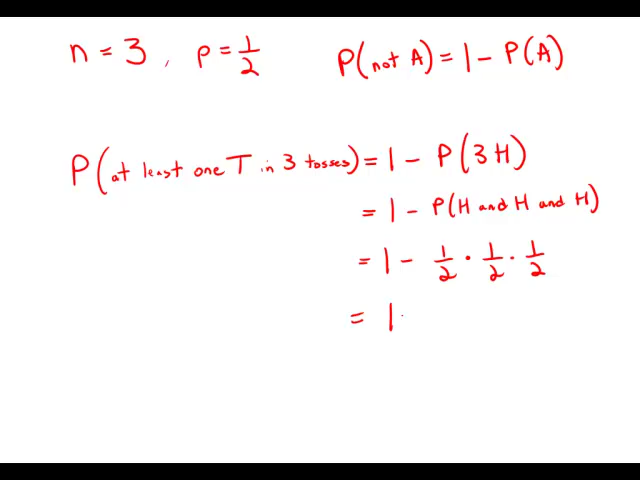 n = 3 , p = 1/2 P(not A) = 1 - P(A)
P(at least one T in 3 tosses) = 1 - P(3H)
= 1 - P(H and H and H)
= 1 - 1/2 · 1/2 · 1/2
= 1